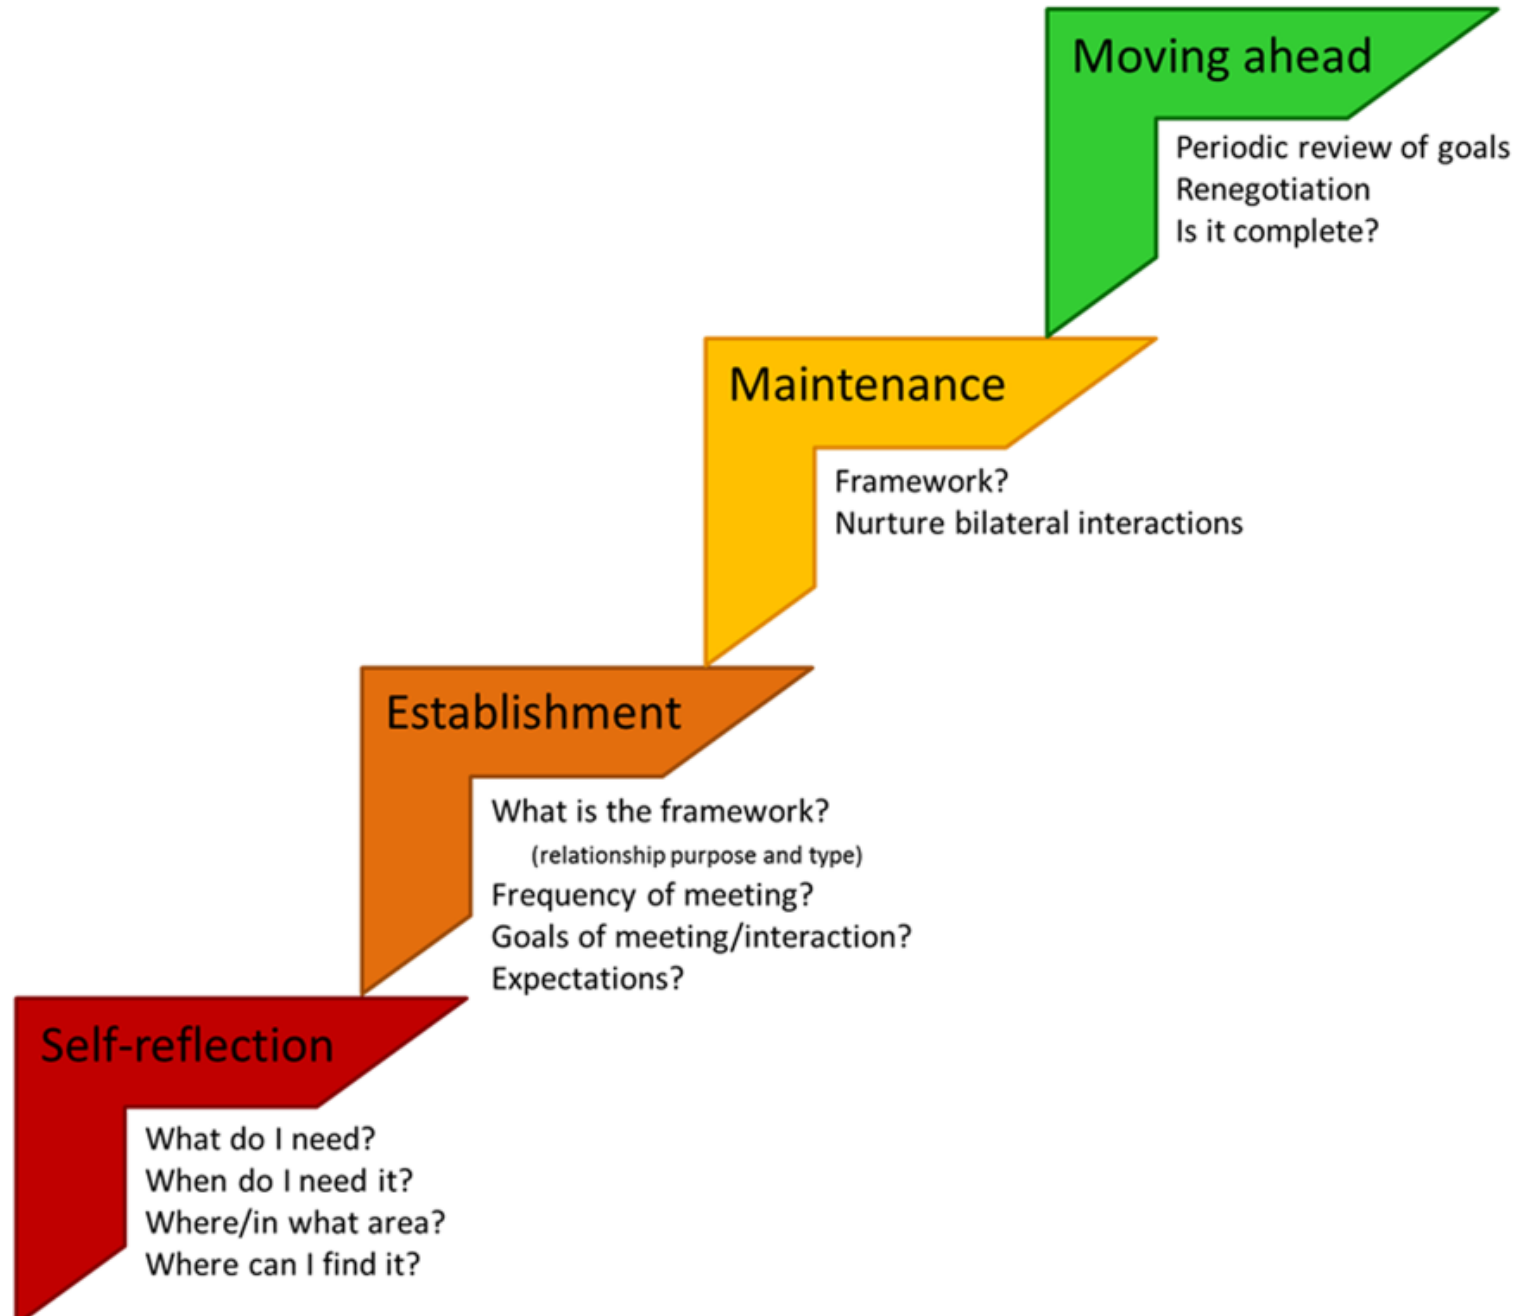 Moving ahead
Periodic review of goals
Renegotiation
Is it complete?
Maintenance
Framework?
Nurture bilateral interactions
Establishment
What is the framework?
(relationship purpose and type)
Frequency of meeting?
Goals of meeting/interaction?
Expectations?
Self-reflection
What do I need?
When do I need it?
Where/in what area?
Where can I find it?